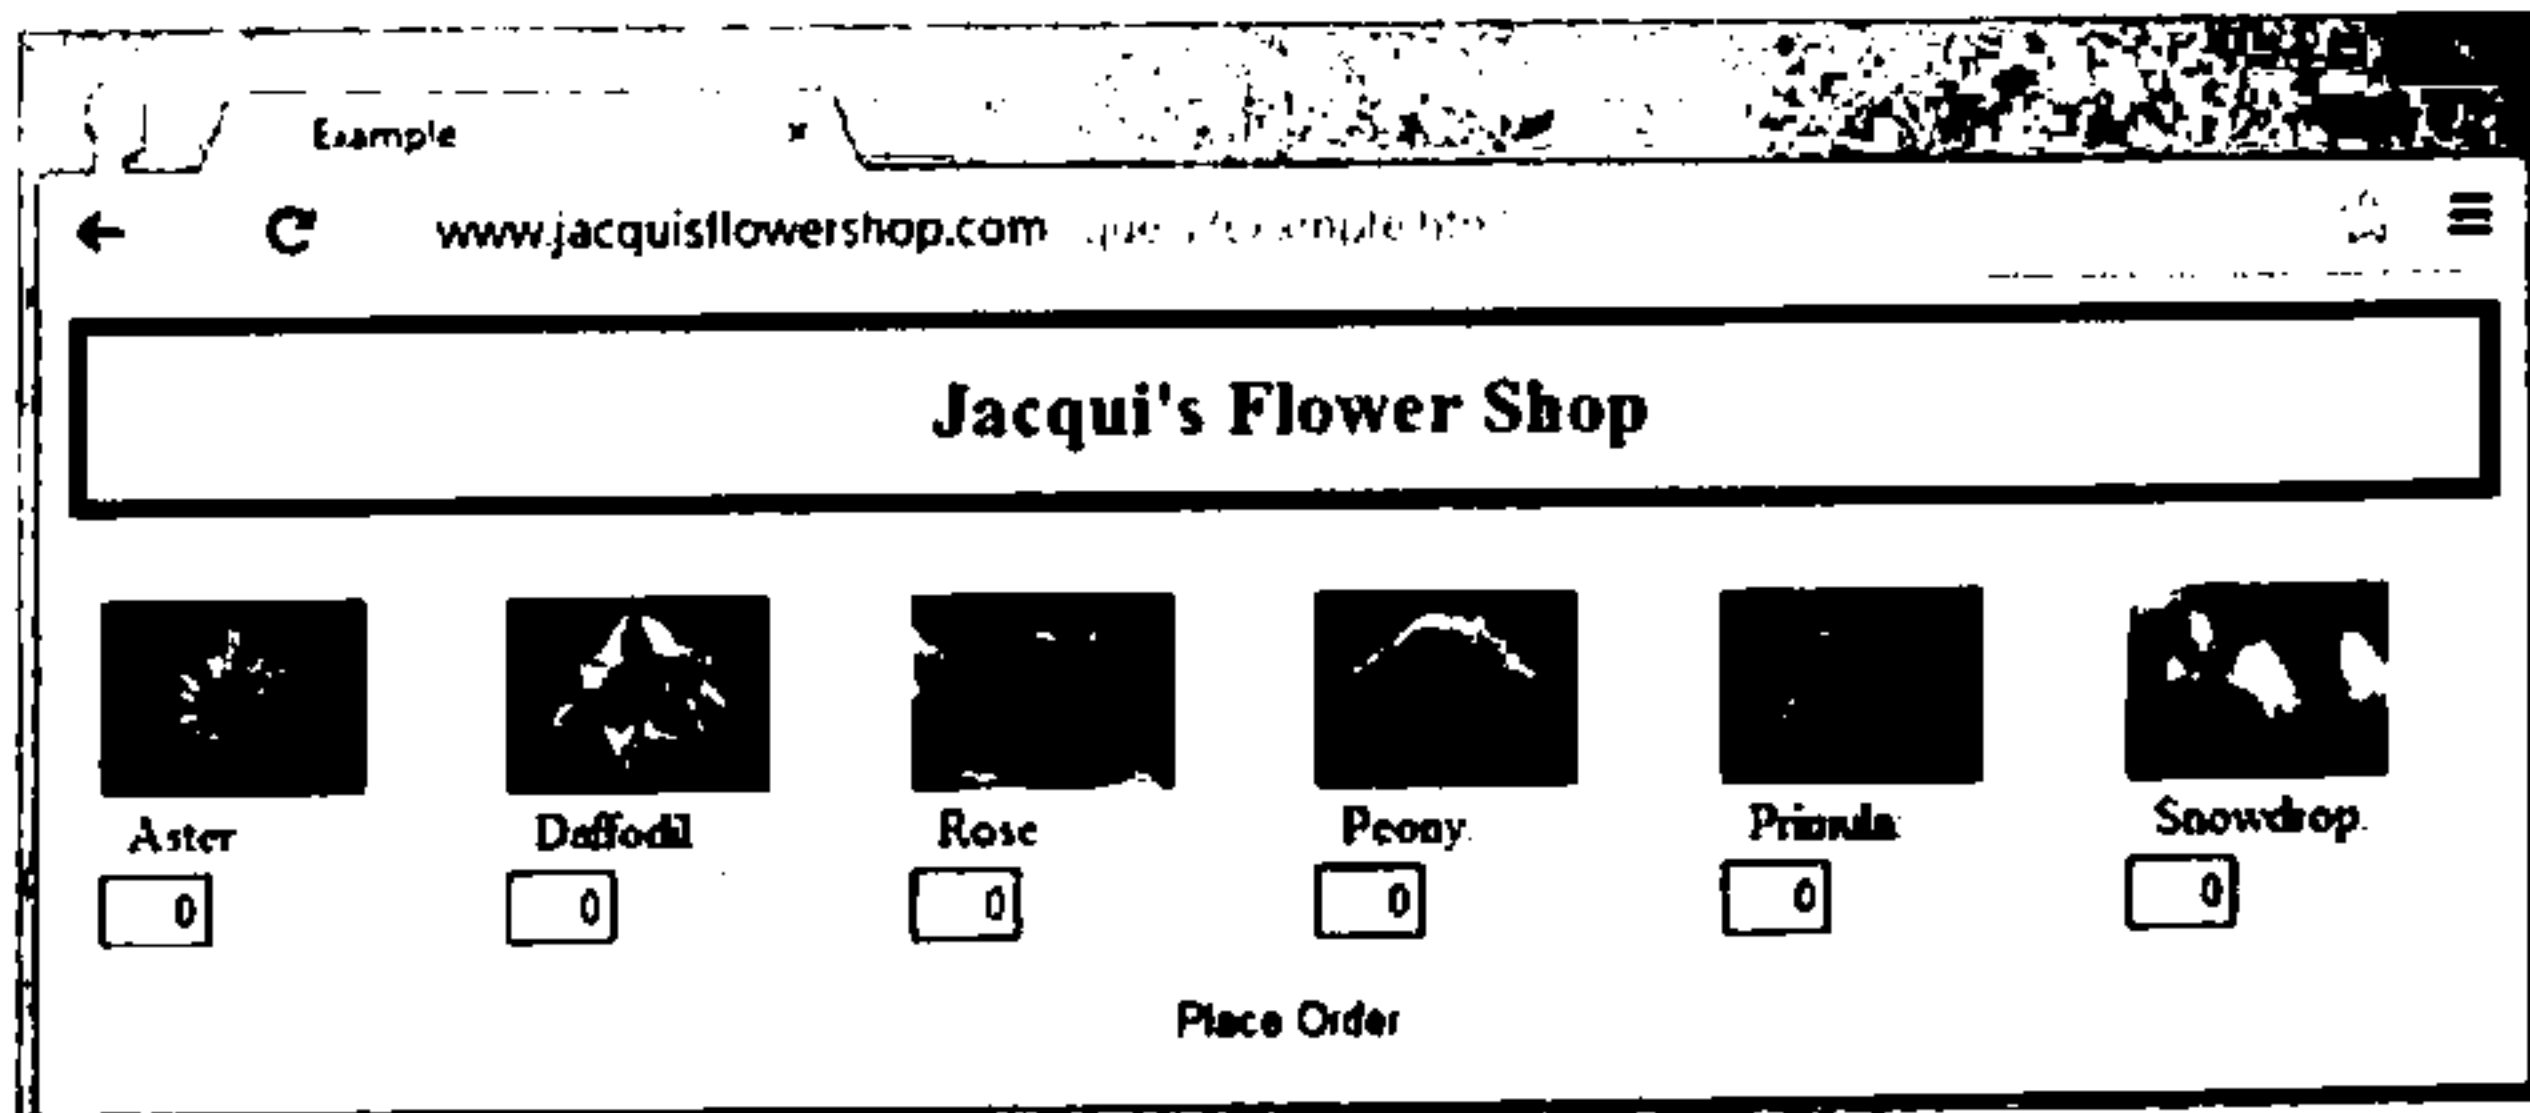 Example
www.jacquisflowershop.com
Jacqui's Flower Shop
Aster Daffodil Rose Peony Primula Snowdrop
0 0 0 0 0 0
Place Order